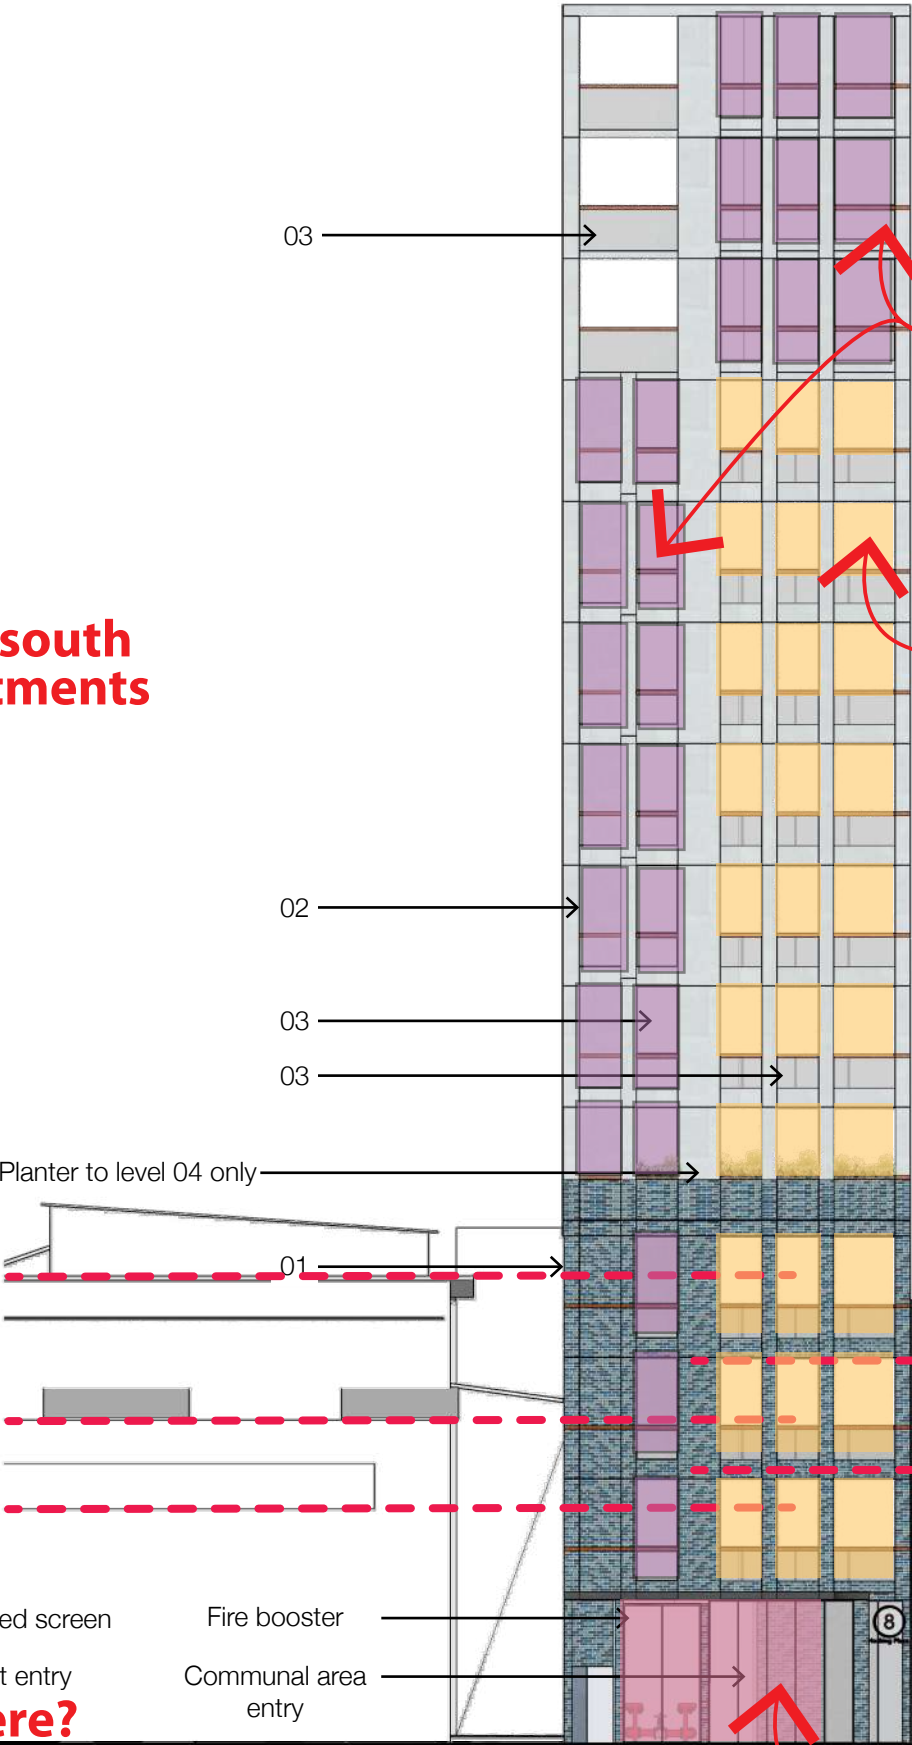 03
south
tments
02
03
03
Planter to level 04 only
01
ed screen
Fire booster
8
t entry
Communal area
entry
ere?